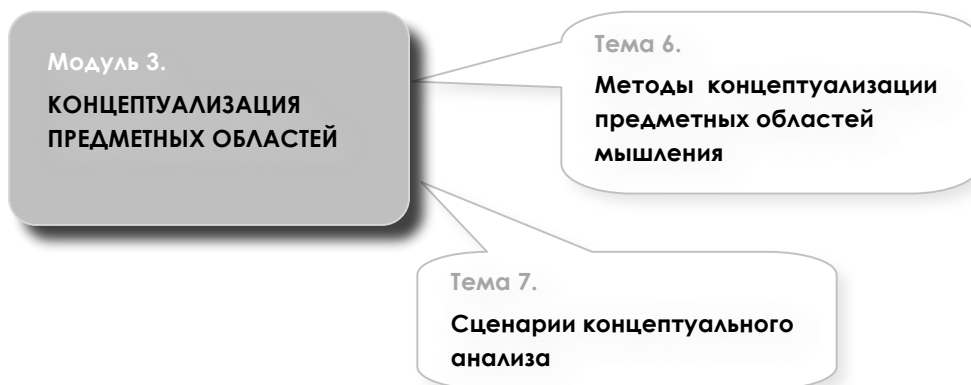 Модуль 3.
КОНЦЕПТУАЛИЗАЦИЯ
ПРЕДМЕТНЫХ ОБЛАСТЕЙ
Тема 6.
Методы концептуализации
предметных областей
мышления
Тема 7.
Сценарии концептуального
анализа